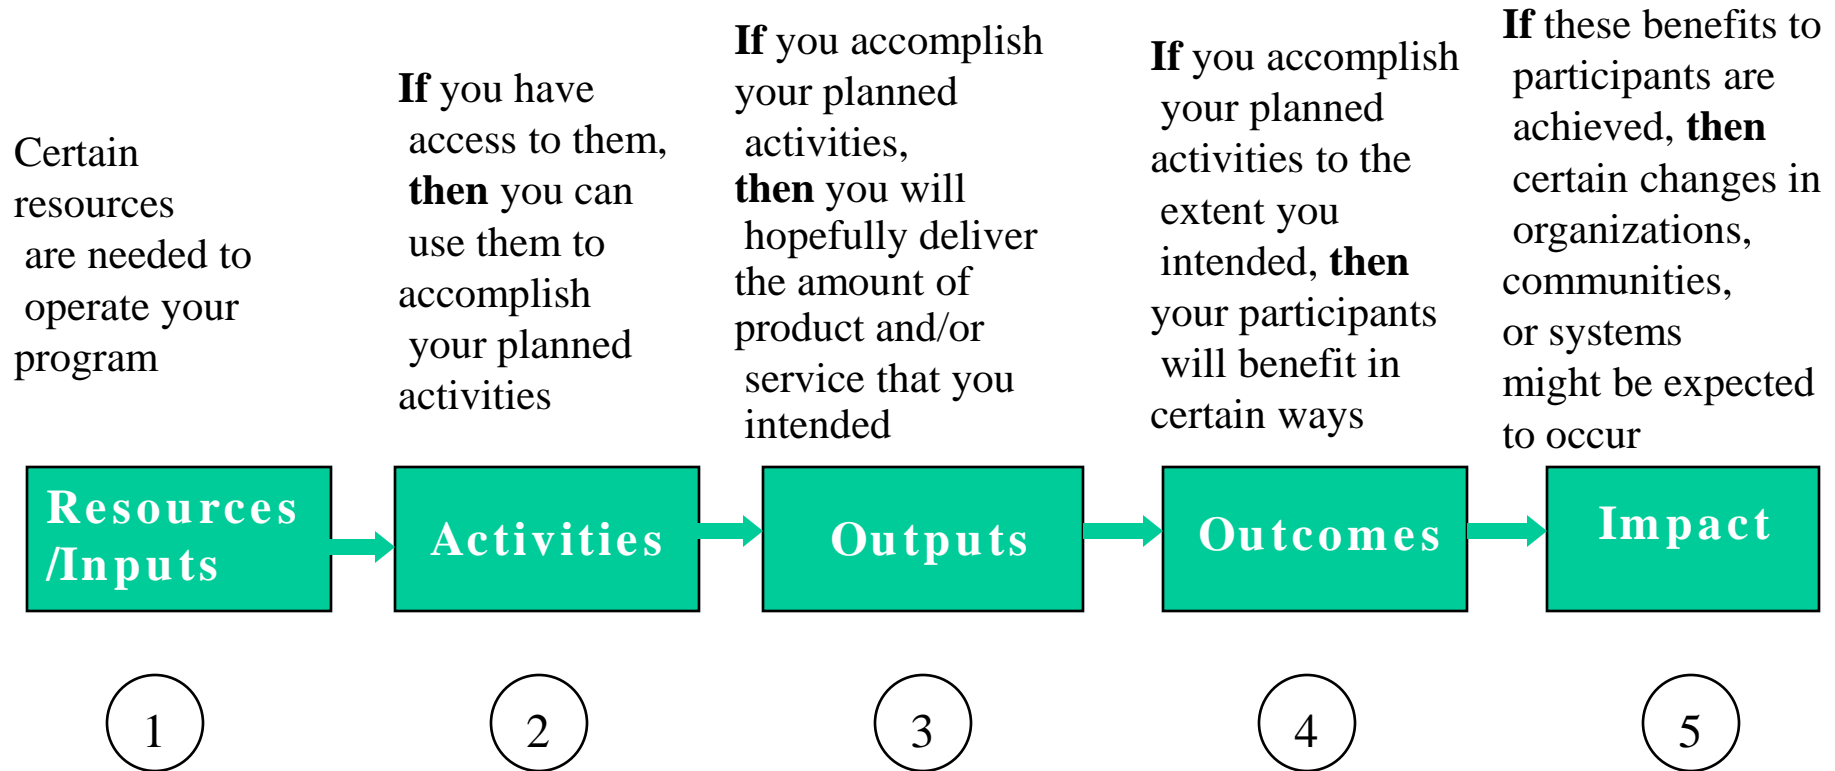 Certain
resources
are needed to
operate your
program
If you have
access to them,
then you can
use them to
accomplish
your planned
activities
If you accomplish
your planned
activities,
then you will
hopefully deliver
the amount of
product and/or
service that you
intended
If you accomplish
your planned
activities to the
extent you
intended, then
your participants
will benefit in
certain ways
If these benefits to
participants are
achieved, then
certain changes in
organizations,
communities,
or systems
might be expected
to occur
Resources
/Inputs
Activities
Outputs
Outcomes
Impact
1
2
3
4
5